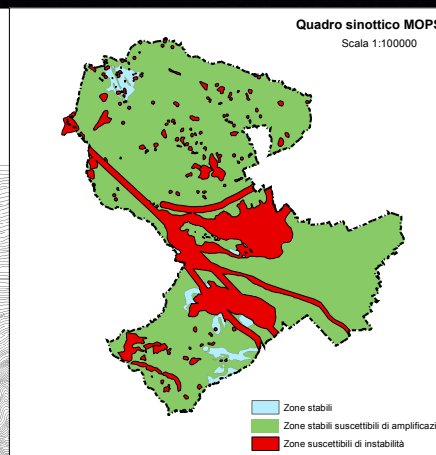 Quadro sinottico MOPS
Scala 1:100000
Zone stabili
Zone stabili suscettibili di amplificazi
Zone suscettibili di instabilità